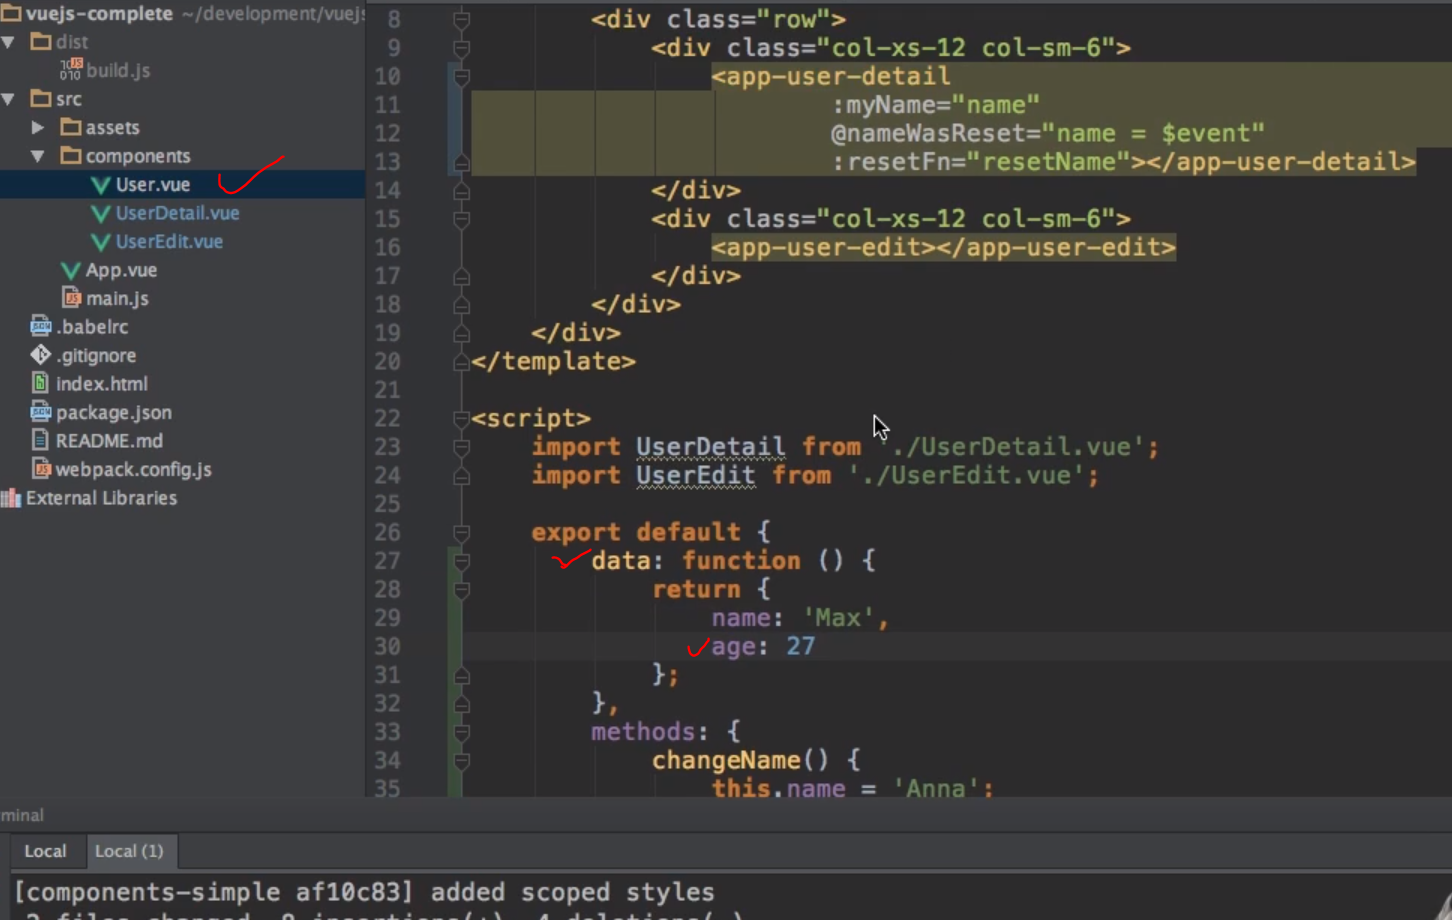 vuejs-complete ~/development/vuejs
dist
build.js
src
assets
components
User.vue
UserDetail.vue
UserEdit.vue
App.vue
main.js
.babelrc
.gitignore
index.html
package.json
README.md
webpack.config.js
External Libraries
8 <div class="row">
9 <div class="col-xs-12 col-sm-6">
10 <app-user-detail
11 :myName="name"
12 @nameWasReset="name = $event"
13 :resetFn="resetName"></app-user-detail>
14 </div>
15 <div class="col-xs-12 col-sm-6">
16 <app-user-edit></app-user-edit>
17 </div>
18 </div>
19 </div>
20 </template>
21
22 <script>
23 import UserDetail from './UserDetail.vue';
24 import UserEdit from './UserEdit.vue';
25
26 export default {
27 data: function () {
28 return {
29 name: 'Max',
30 age: 27
31 };
32 },
33 methods: {
34 changeName() {
35 this.name = 'Anna';
minal
Local Local (1)
[components-simple af10c83] added scoped styles